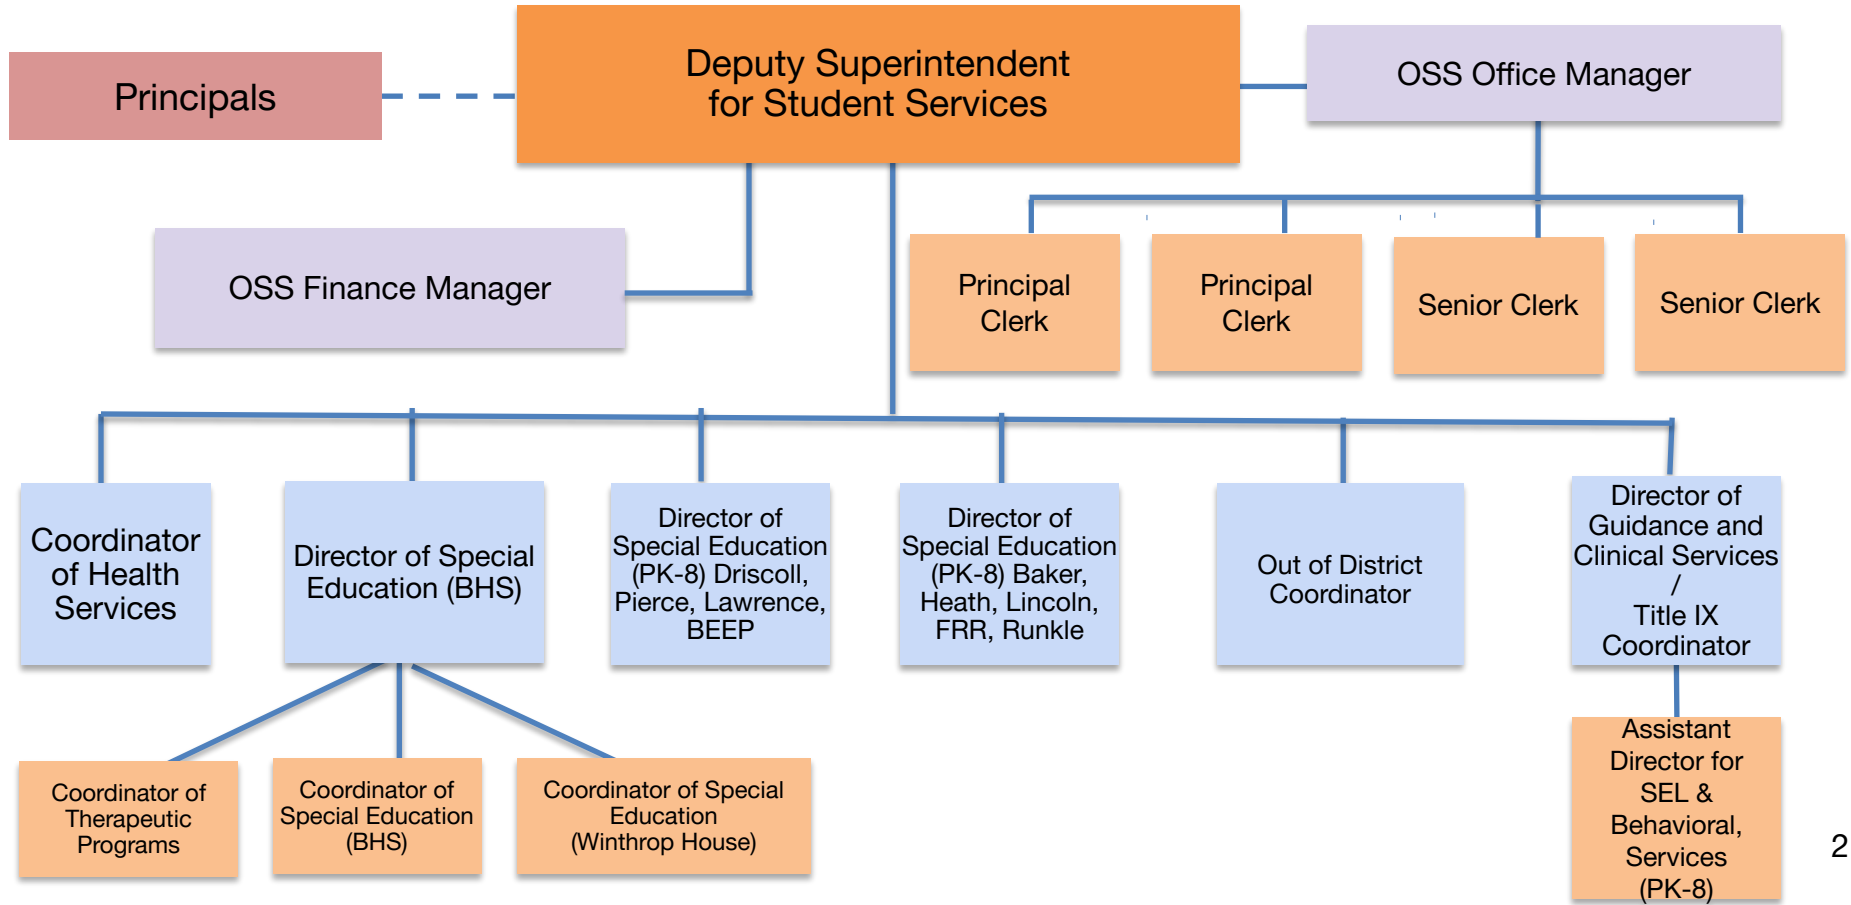 Principals
Deputy Superintendent
for Student Services
OSS Office Manager
OSS Finance Manager
Principal
Clerk
Principal
Clerk
Senior Clerk
Senior Clerk
Coordinator
of Health
Services
Director of Special
Education (BHS)
Director of
Special Education
(PK-8) Driscoll,
Pierce, Lawrence,
BEEP
Director of
Special Education
(PK-8) Baker,
Heath, Lincoln,
FRR, Runkle
Out of District
Coordinator
Director of
Guidance and
Clinical Services
/
Title IX
Coordinator
Coordinator of
Therapeutic
Programs
Coordinator of
Special Education
(BHS)
Coordinator of Special
Education
(Winthrop House)
Assistant
Director for
SEL &
Behavioral,
Services
(PK-8)
2